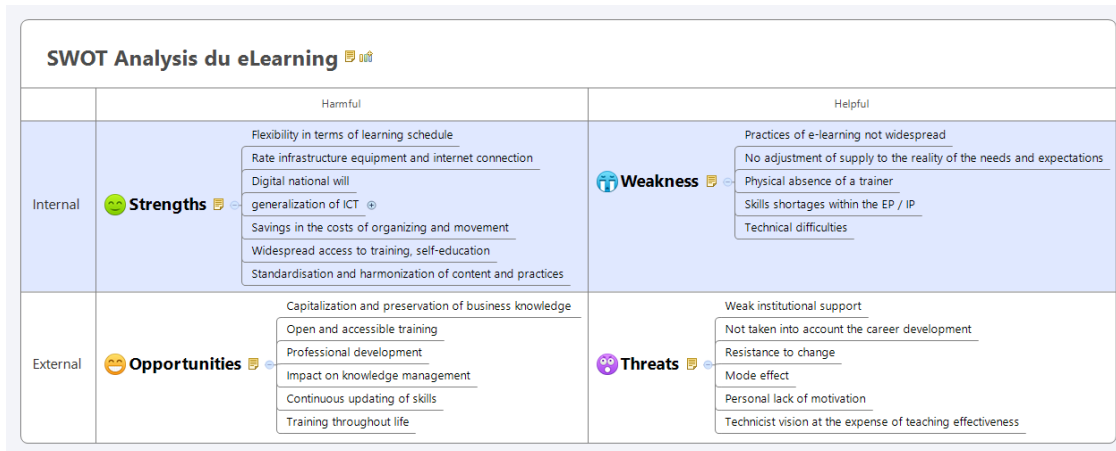 SWOT Analysis du eLearning
Harmful
Helpful
Internal
Strengths
Flexibility in terms of learning schedule
Rate infrastructure equipment and internet connection
Digital national will
generalization of ICT
Savings in the costs of organizing and movement
Widespread access to training, self-education
Standardisation and harmonization of content and practices
Weakness
Practices of e-learning not widespread
No adjustment of supply to the reality of the needs and expectations
Physical absence of a trainer
Skills shortages within the EP / IP
Technical difficulties
External
Opportunities
Capitalization and preservation of business knowledge
Open and accessible training
Professional development
Impact on knowledge management
Continuous updating of skills
Training throughout life
Threats
Weak institutional support
Not taken into account the career development
Resistance to change
Mode effect
Personal lack of motivation
Technicist vision at the expense of teaching effectiveness